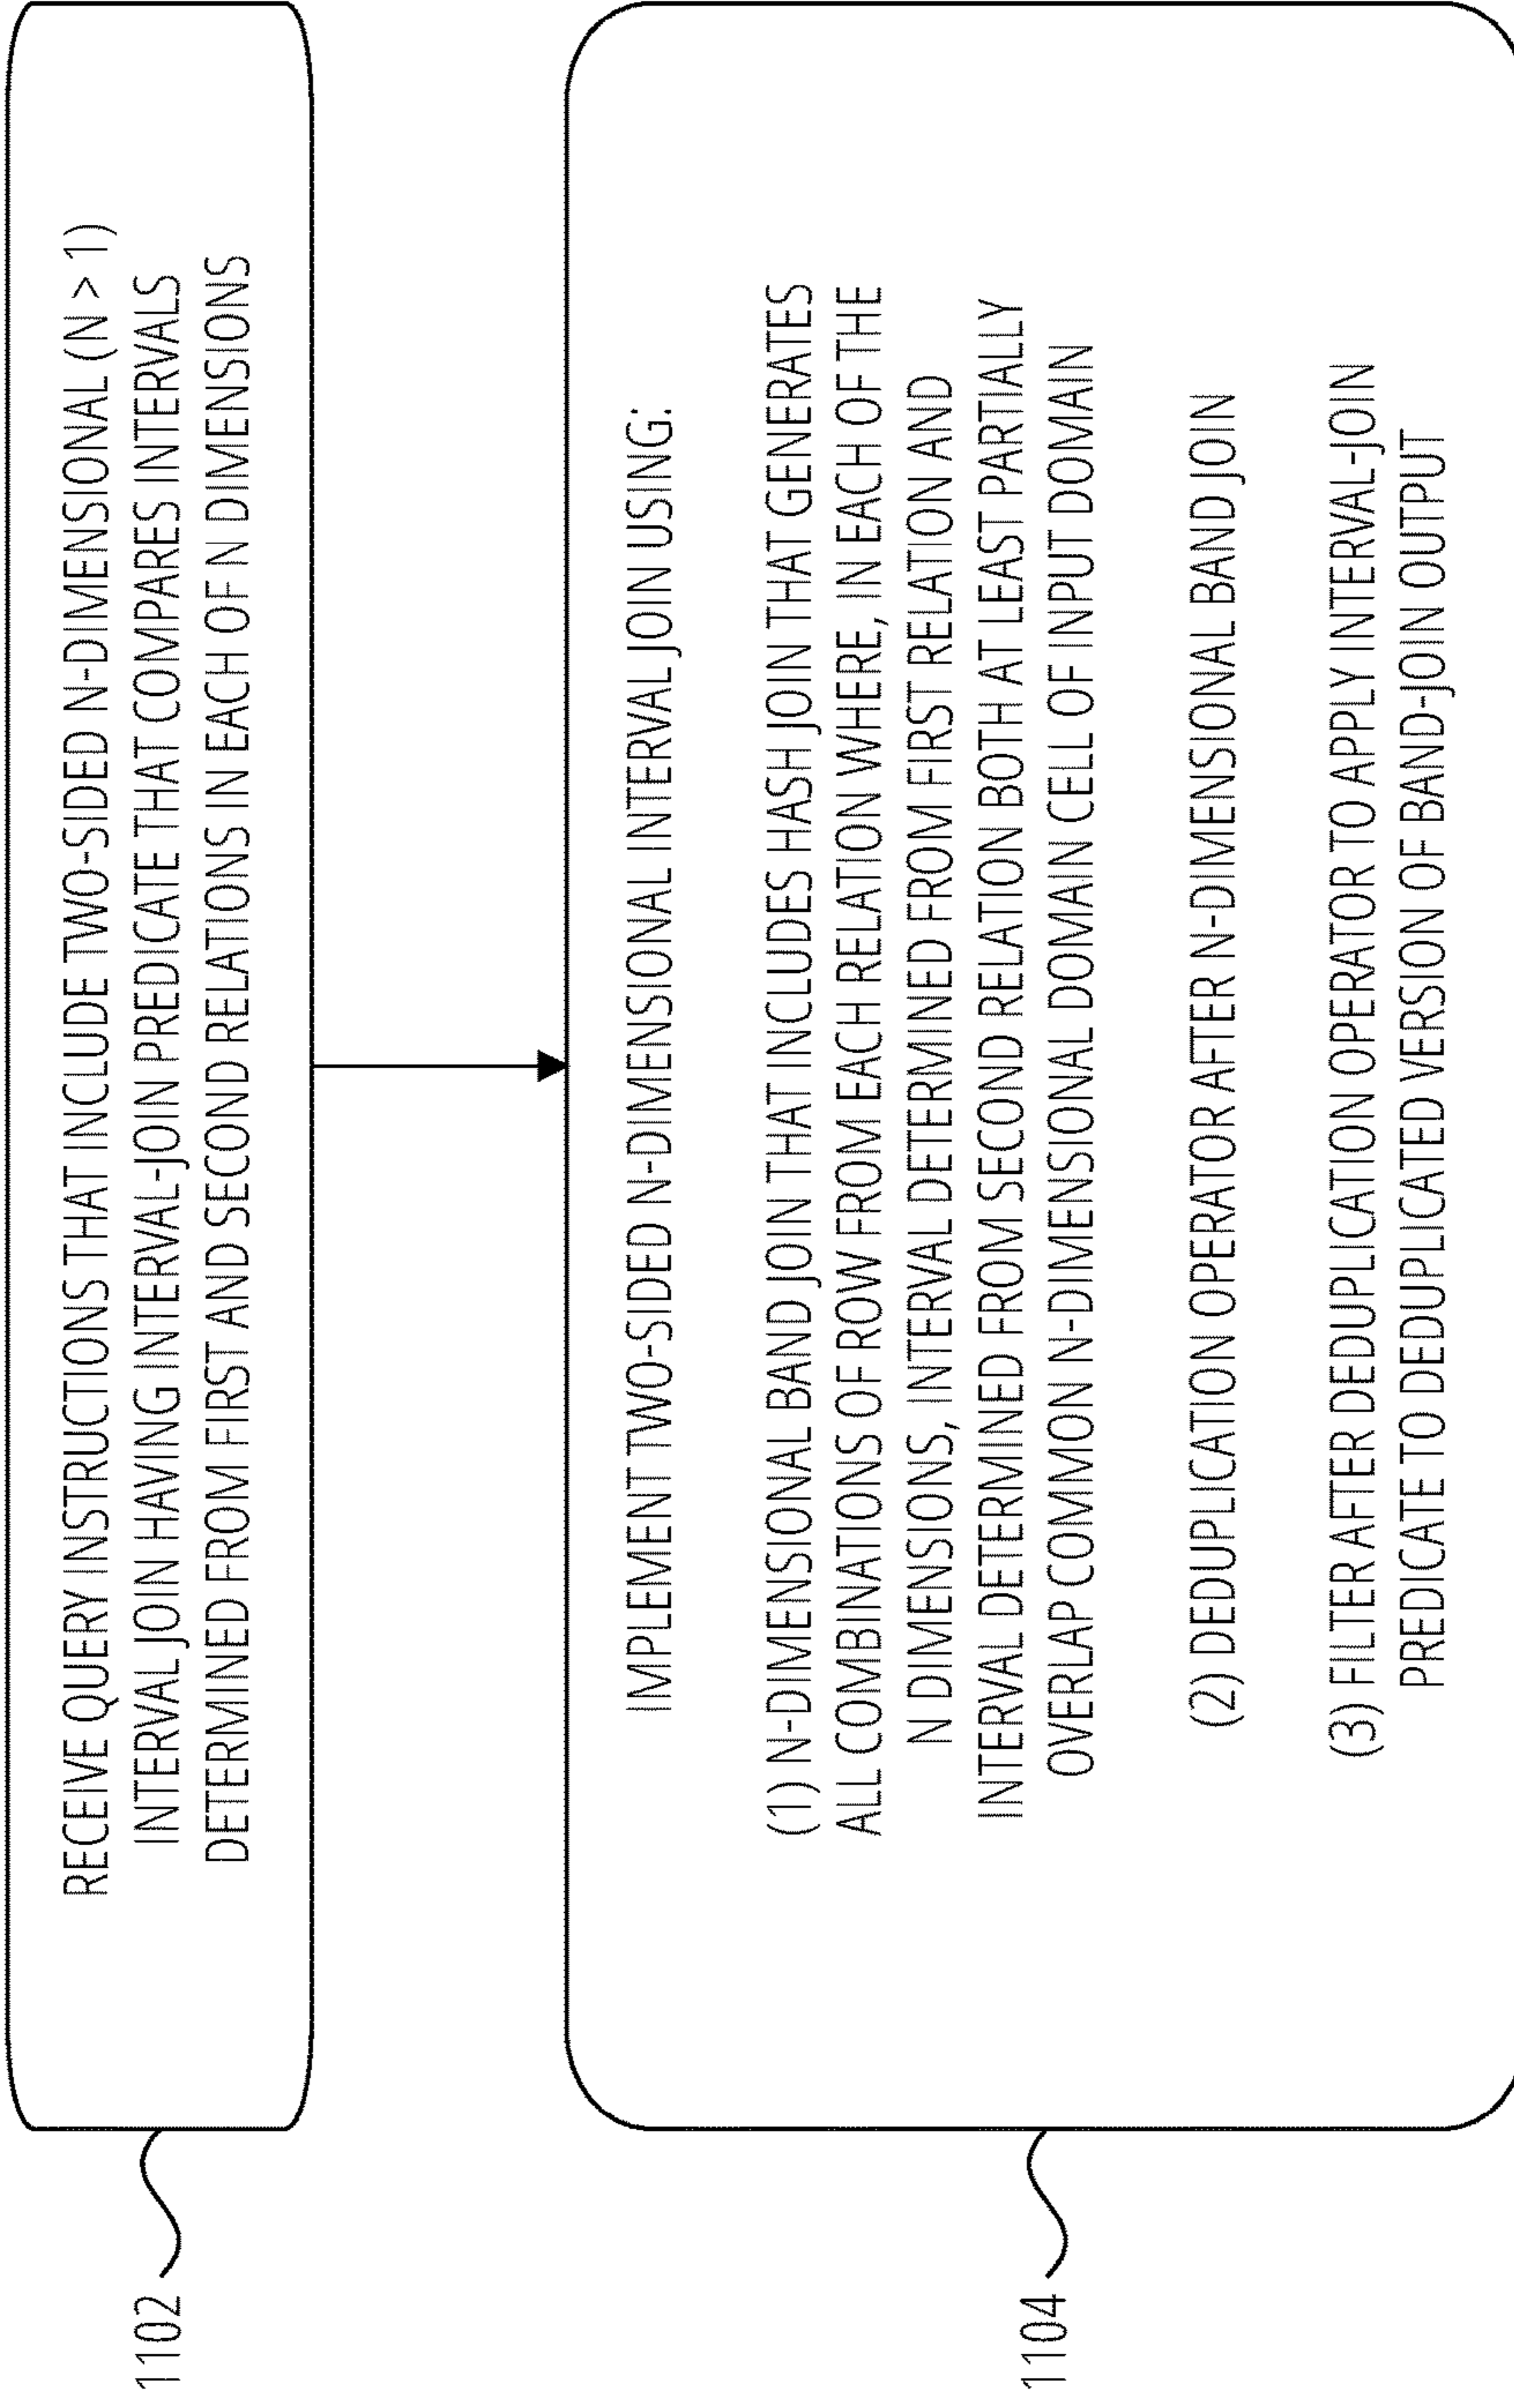 RECEIVE QUERY INSTRUCTIONS THAT INCLUDE TWO-SIDED N-DIMENSIONAL (N > 1)
INTERVAL JOIN HAVING INTERVAL-JOIN PREDICATE THAT COMPARES INTERVALS
DETERMINED FROM FIRST AND SECOND RELATIONS IN EACH OF N DIMENSIONS
1102
IMPLEMENT TWO-SIDED N-DIMENSIONAL INTERVAL JOIN USING:
(1) N-DIMENSIONAL BAND JOIN THAT INCLUDES HASH JOIN THAT GENERATES
ALL COMBINATIONS OF ROW FROM EACH RELATION WHERE, IN EACH OF THE
N DIMENSIONS, INTERVAL DETERMINED FROM FIRST RELATION AND
INTERVAL DETERMINED FROM SECOND RELATION BOTH AT LEAST PARTIALLY
OVERLAP COMMON N-DIMENSIONAL DOMAIN CELL OF INPUT DOMAIN
(2) DEDUPLICATION OPERATOR AFTER N-DIMENSIONAL BAND JOIN
(3) FILTER AFTER DEDUPLICATION OPERATOR TO APPLY INTERVAL-JOIN
PREDICATE TO DEDUPLICATED VERSION OF BAND-JOIN OUTPUT
1104